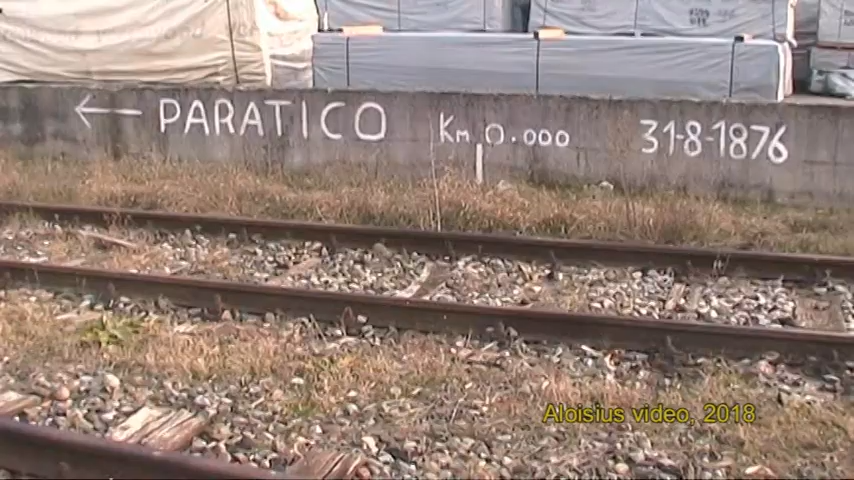 ← PARATICO Km 0.000 31-8-1876
Aloisius video, 2018